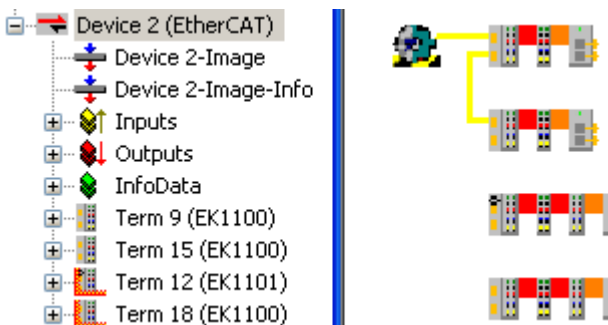 Device 2 (EtherCAT)
Device 2-Image
Device 2-Image-Info
Inputs
Outputs
InfoData
Term 9 (EK1100)
Term 15 (EK1100)
Term 12 (EK1101)
Term 18 (EK1100)